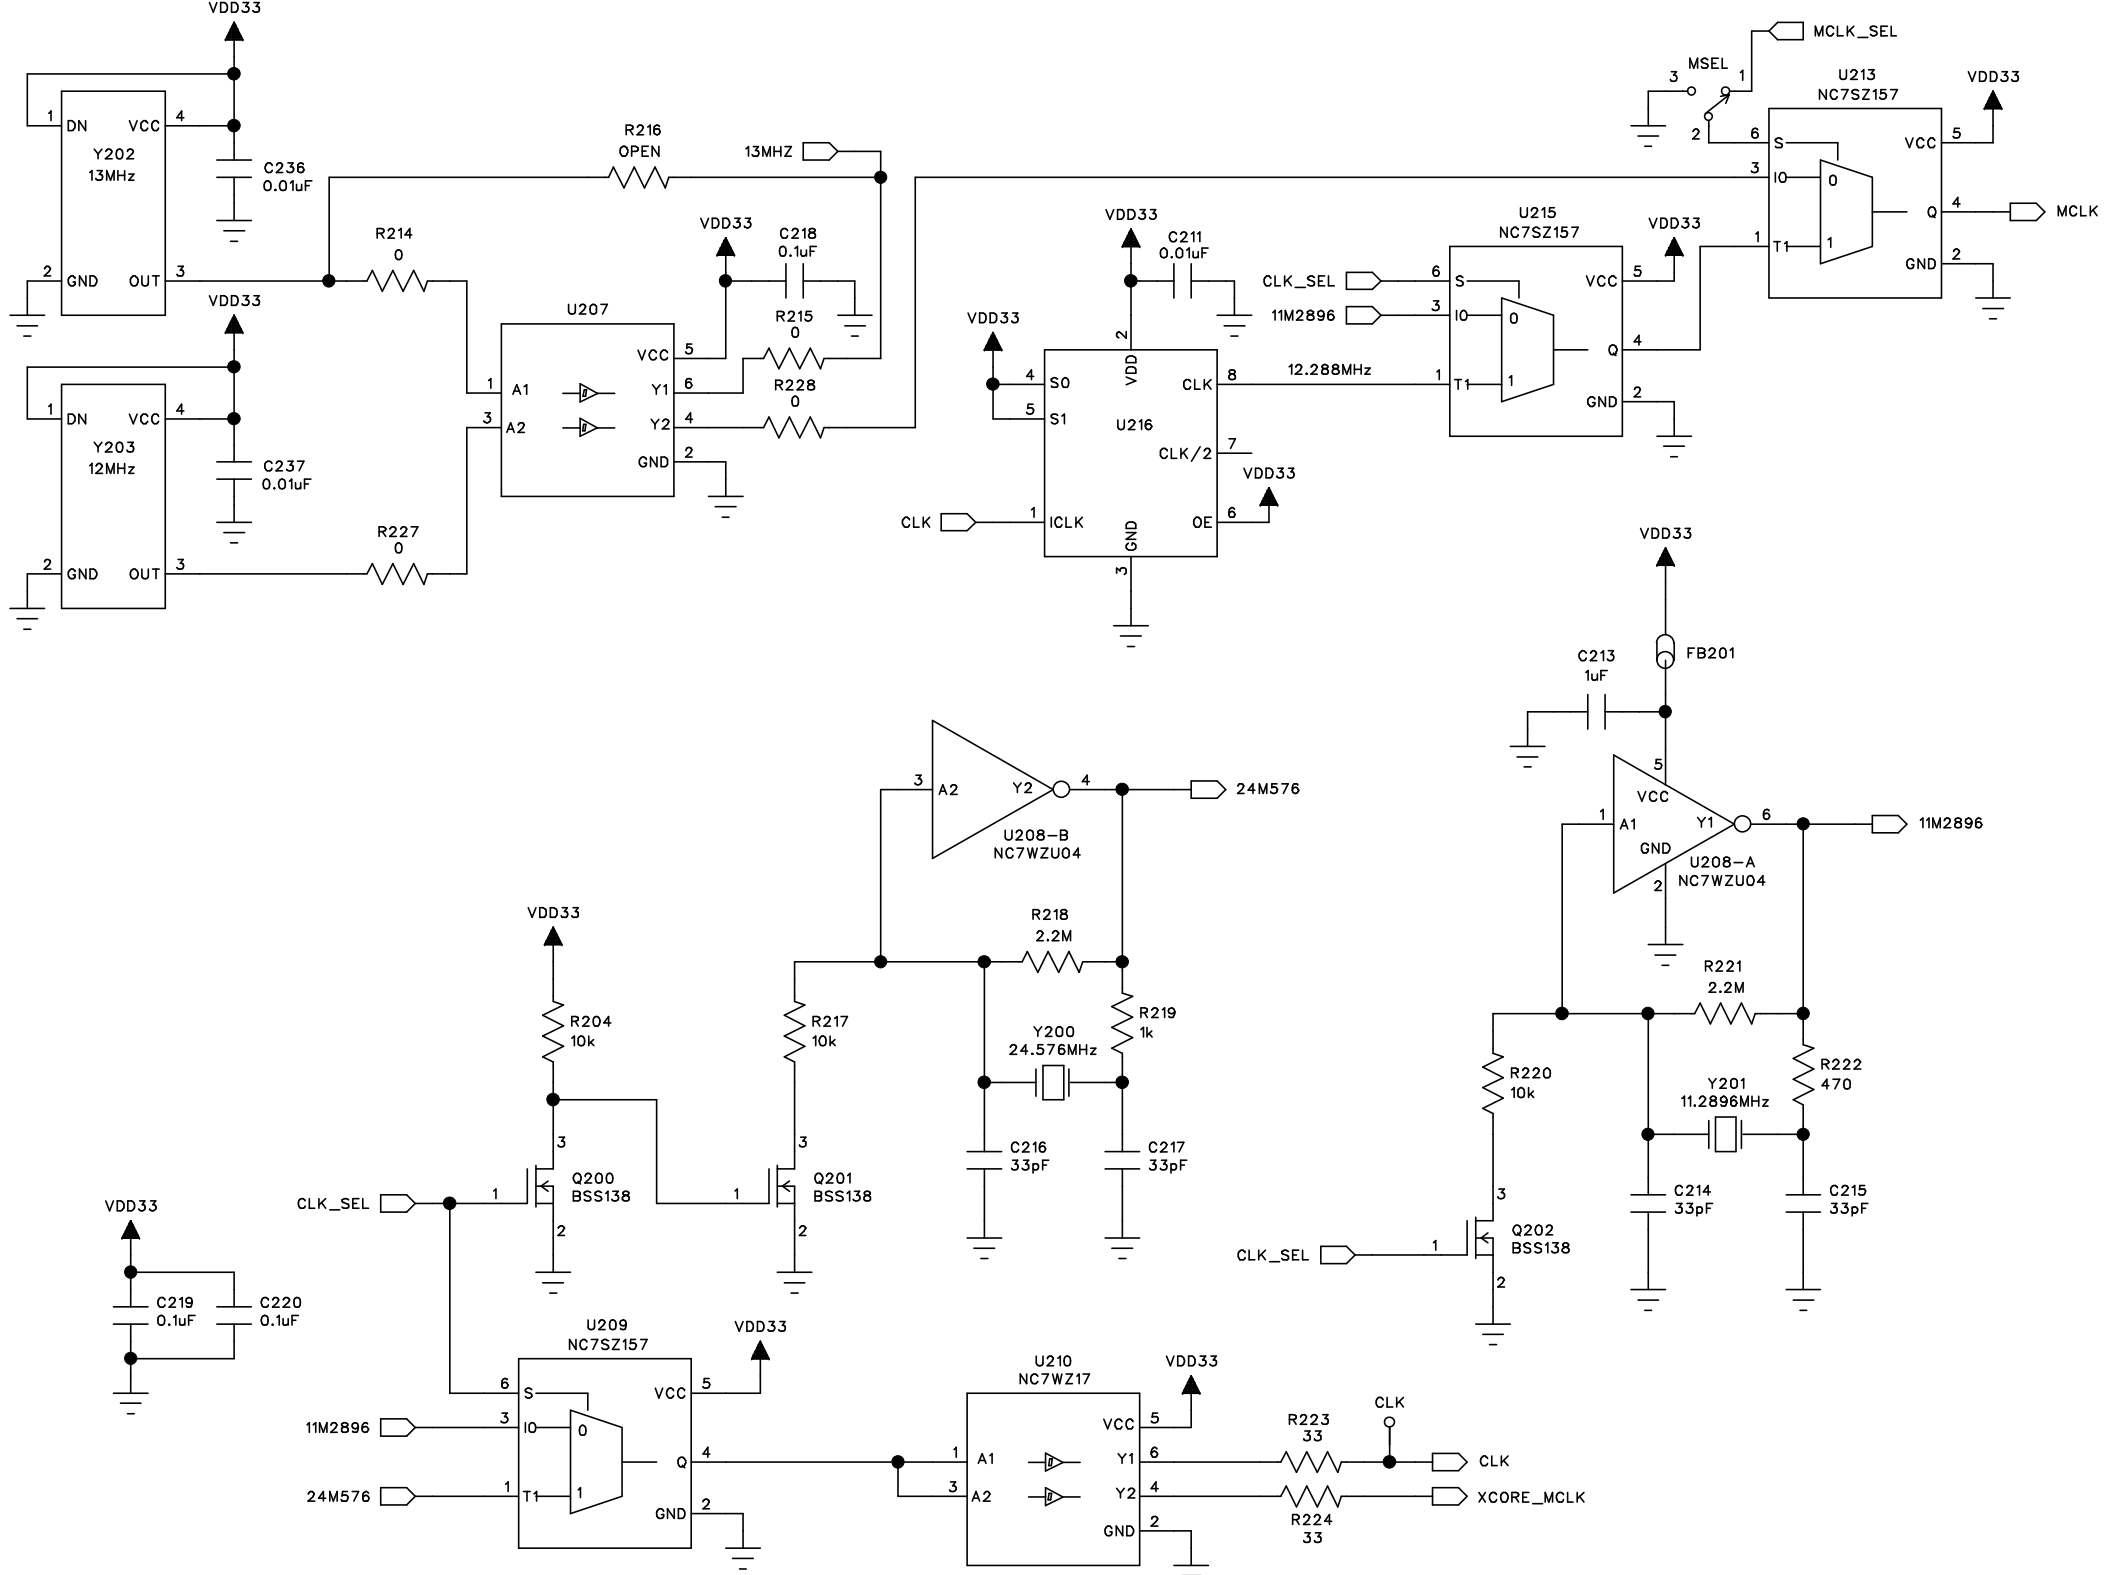 VDD33
1 DN VCC 4
Y202
13MHz
C236
0.01uF
2 GND OUT 3
VDD33
1 DN VCC 4
Y203
12MHz
C237
0.01uF
2 GND OUT 3
R214
0
R227
0
R216
OPEN
13MHZ
VDD33
C218
0.1uF
R215
0
R228
0
U207
VCC 5
1 A1 Y1 6
3 A2 Y2 4
GND 2
VDD33
C211
0.01uF
VDD33
2
VDD
4 S0 CLK 8
5 S1
U216
CLK/2 7
VDD33
CLK 1 ICLK OE 6
GND
3
12.288MHz
U215
NC7SZ157
VDD33
CLK_SEL 6 S VCC 5
11M2896 3 I0 0
Q 4
1 T1 1
GND 2
MCLK_SEL
MSEL
3 1
2
U213
NC7SZ157
VDD33
6 S VCC 5
3 I0 0
Q 4 MCLK
1 T1 1
GND 2
VDD33
FB201
C213
1uF
5
VCC
1 A1 Y1 6 11M2896
GND
2
U208-A
NC7WZU04
R221
2.2M
R220
10k
R222
470
Y201
11.2896MHz
C214
33pF
C215
33pF
3
Q202
BSS138
CLK_SEL 1
2
3 A2 Y2 4 24M576
U208-B
NC7WZU04
R218
2.2M
R219
1k
Y200
24.576MHz
C216
33pF
C217
33pF
VDD33
R204
10k
R217
10k
3
Q200
BSS138
CLK_SEL 1
2
3
Q201
BSS138
1
2
VDD33
C219
0.1uF
C220
0.1uF
U209
NC7SZ157
VDD33
6 S VCC 5
11M2896 3 I0 0
Q 4
24M576 1 T1 1
GND 2
U210
NC7WZ17
VDD33
VCC 5
1 A1 Y1 6
3 A2 Y2 4
GND 2
R223
33
CLK
CLK
XCORE_MCLK
R224
33